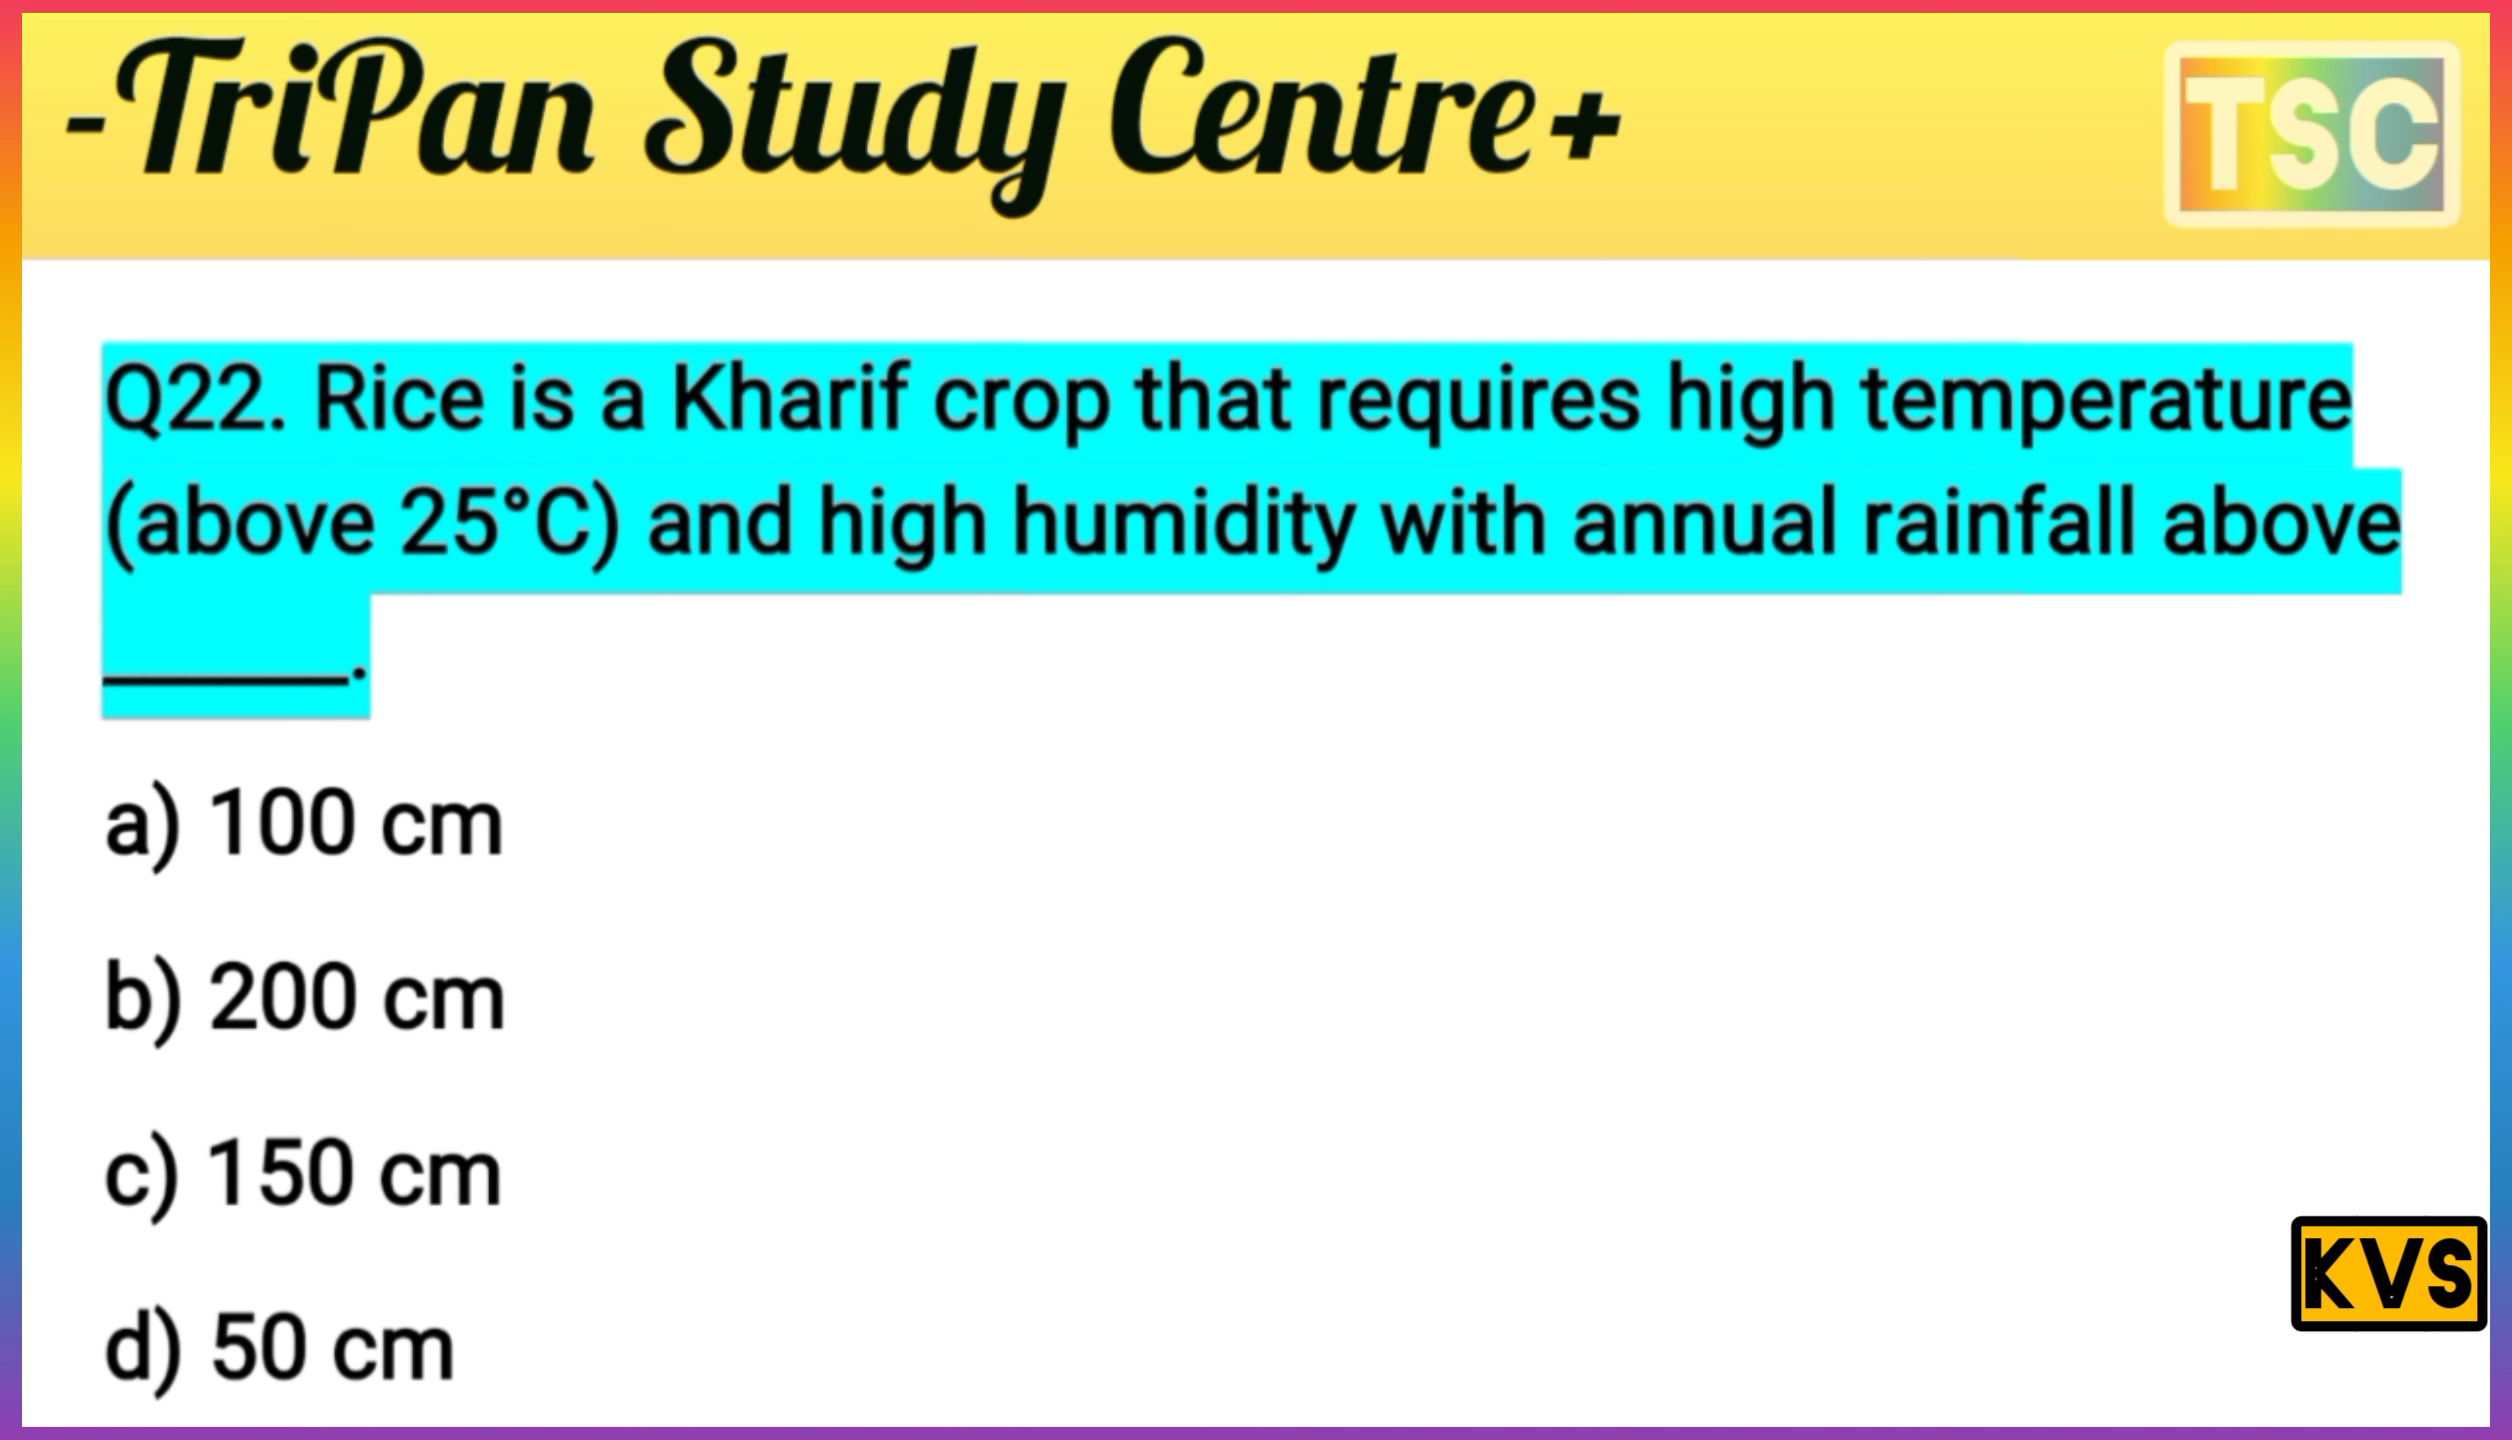 -TriPan Study Centre+
TSC
Q22. Rice is a Kharif crop that requires high temperature
(above 25°C) and high humidity with annual rainfall above
________.
a) 100 cm
b) 200 cm
c) 150 cm
d) 50 cm
KVS